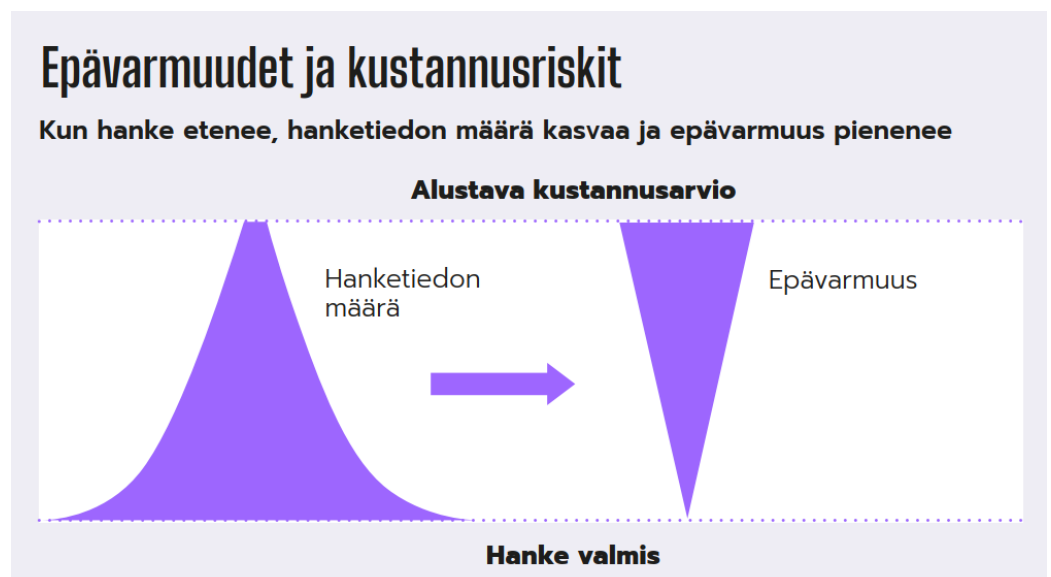 Epävarmuudet ja kustannusriskit
Kun hanke etenee, hanketiedon määrä kasvaa ja epävarmuus pienenee
Alustava kustannusarvio
Hanketiedon
määrä
Epävarmuus
Hanke valmis